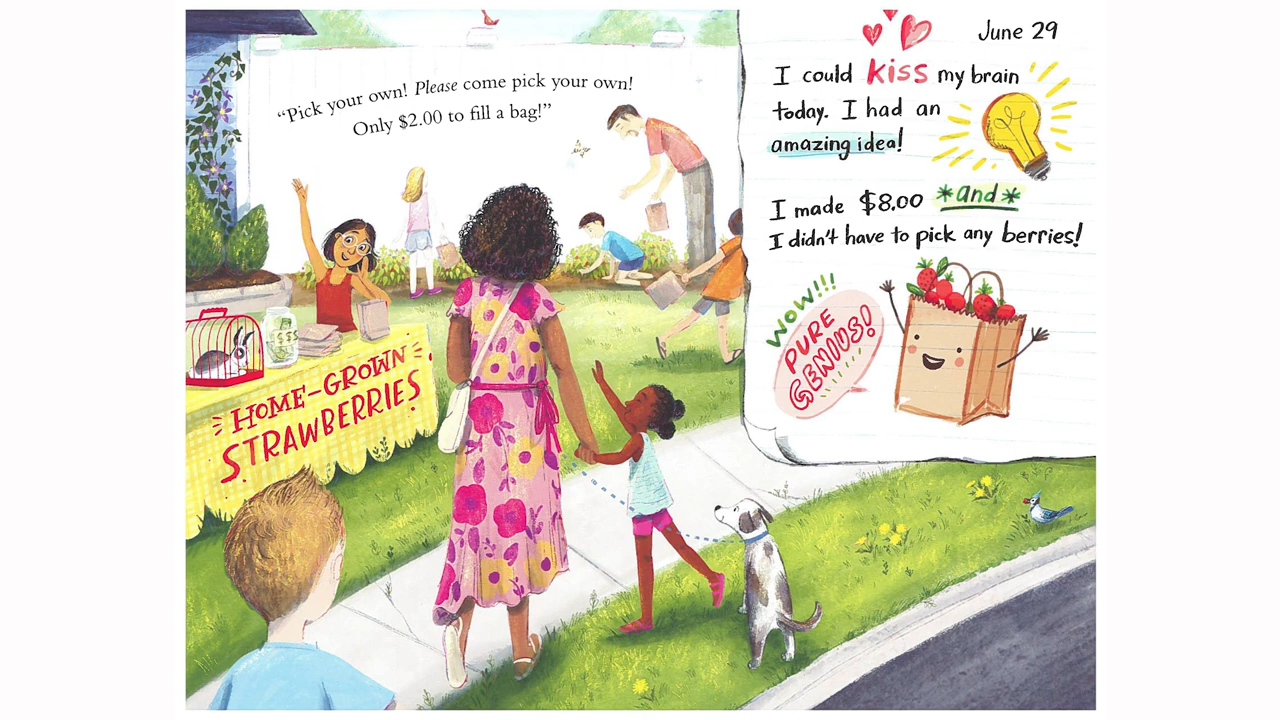 “Pick your own! Please come pick your own!
Only $2.00 to fill a bag!”
HOME-GROWN
STRAWBERRIES
$$$
June 29
I could kiss my brain
today. I had an
amazing idea!
I made $8.00 *and*
I didn't have to pick any berries!
WOW!!!
PURE
GENIUS!